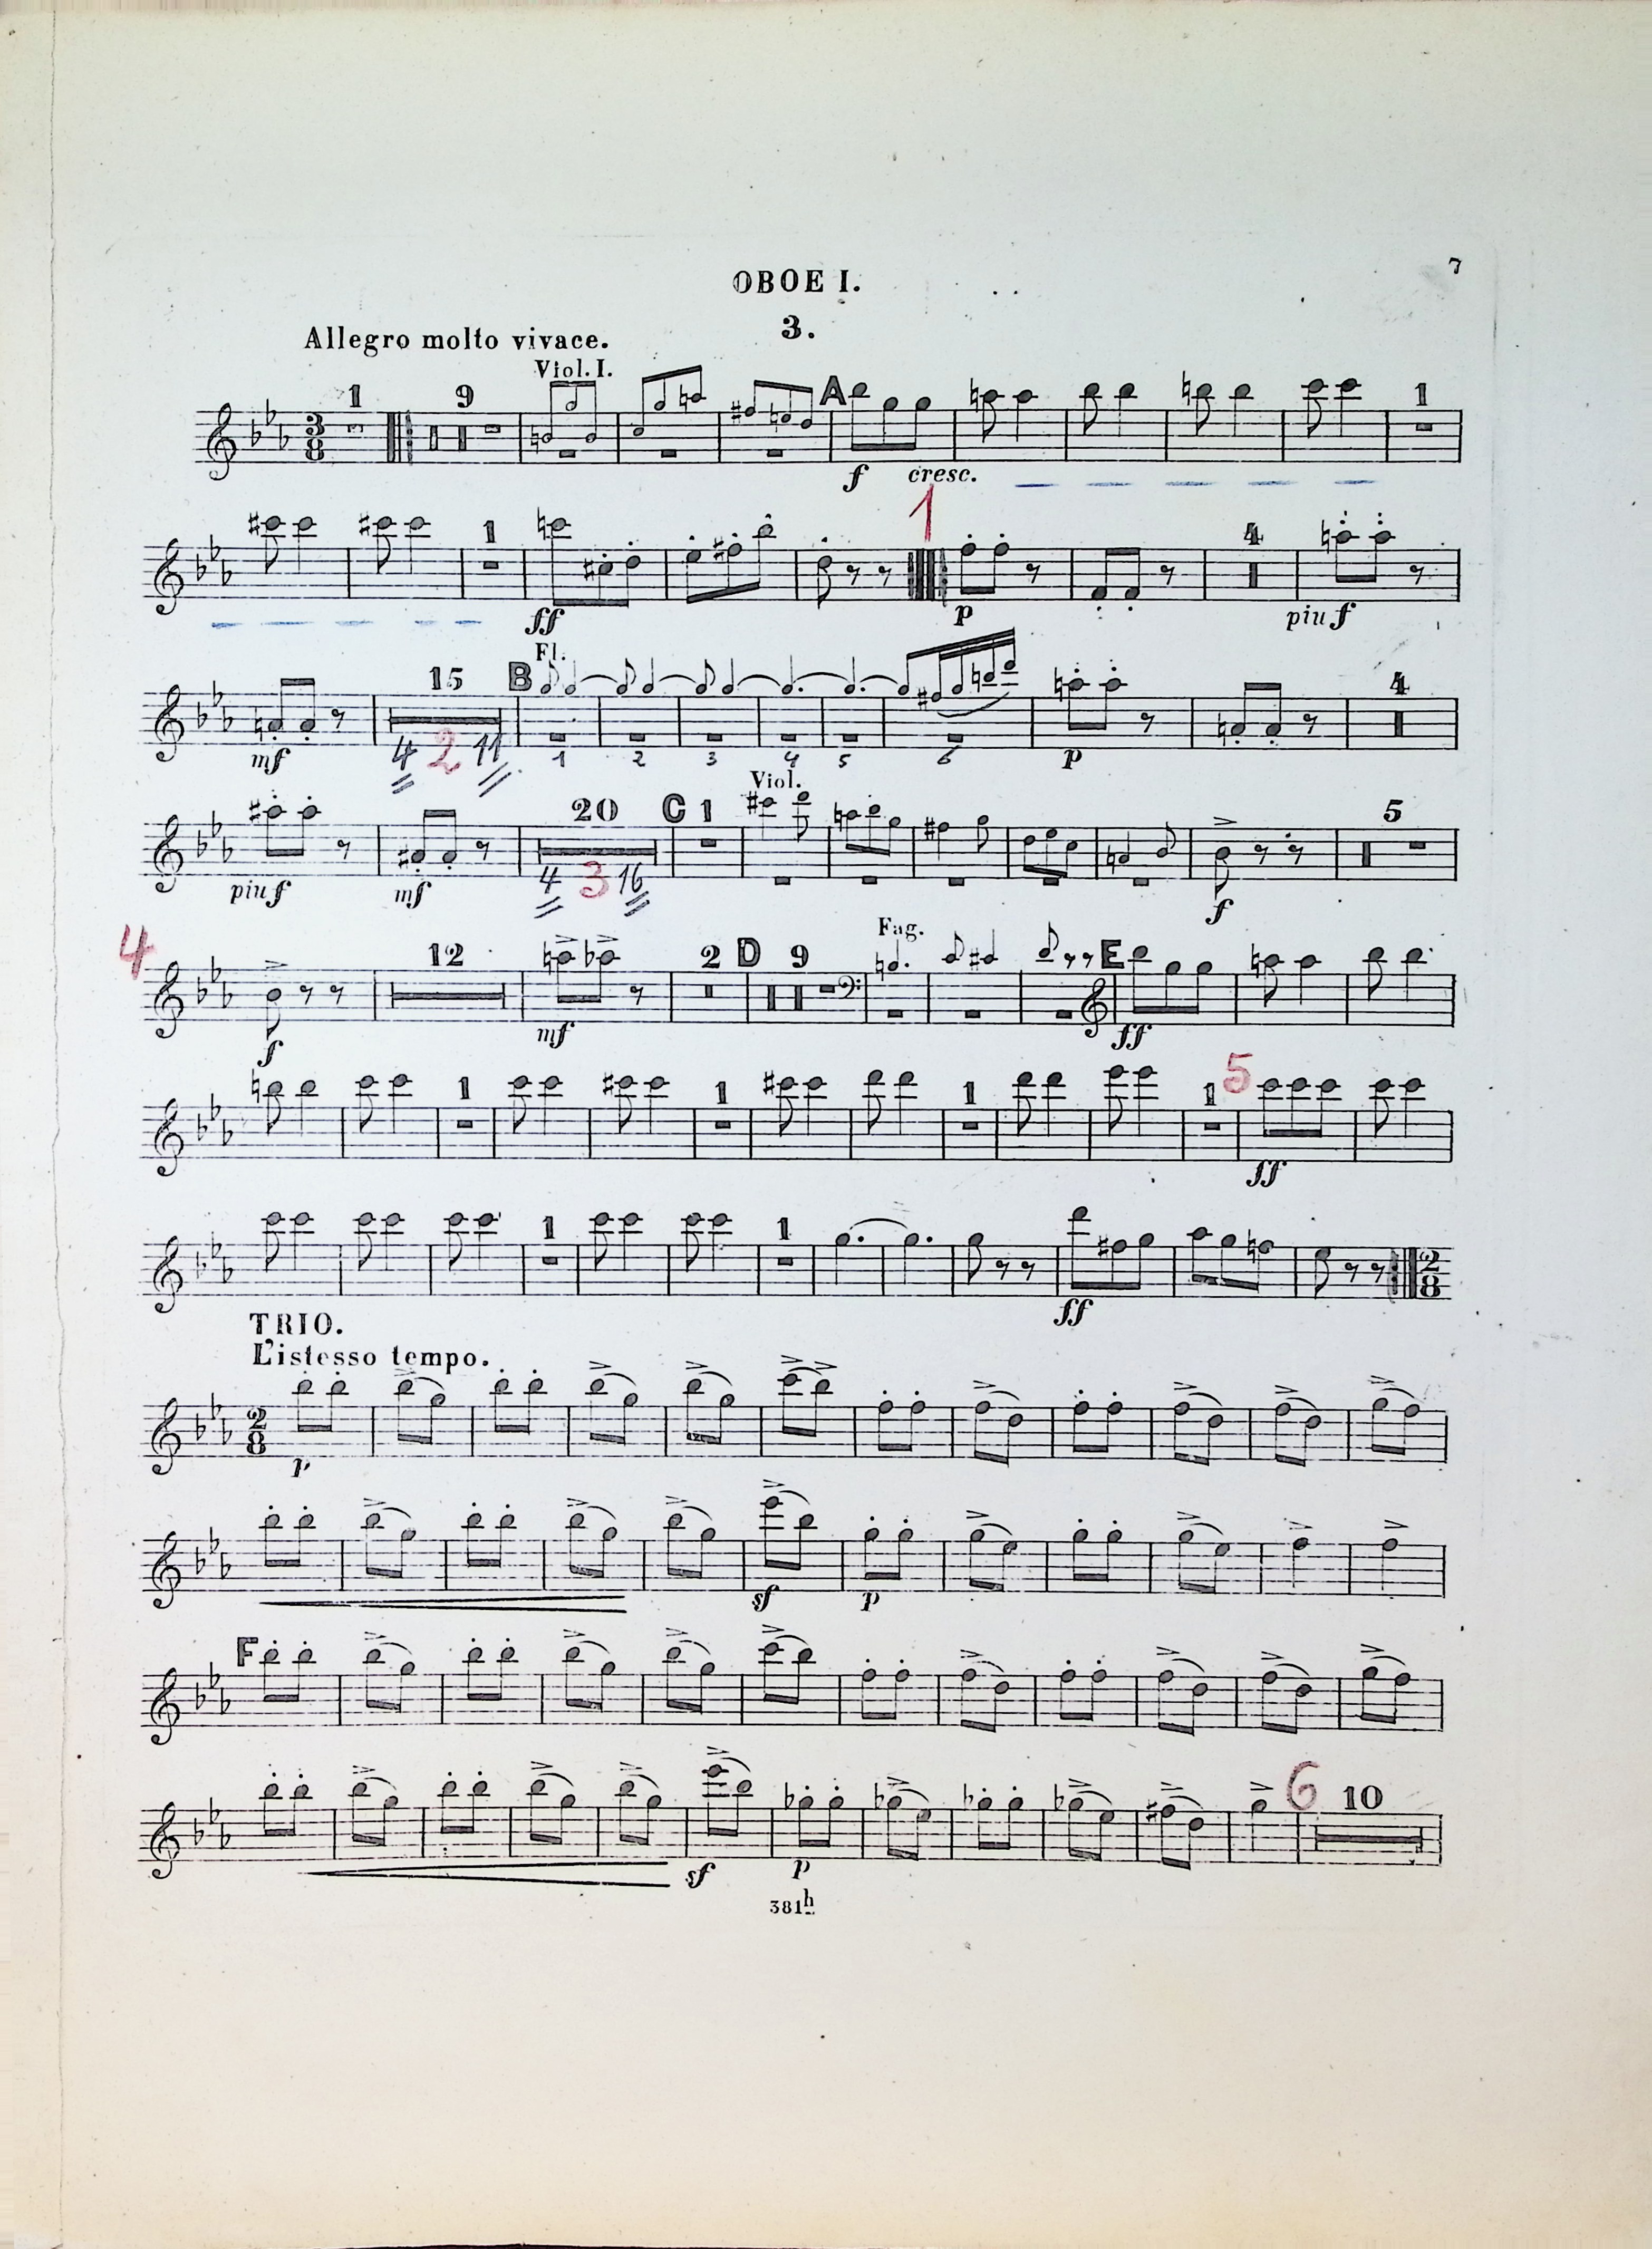 7
OBOE I.
3.
Allegro molto vivace.
Viol. I.
1 9 A 1
3 8
f cresc.
1
1 4
ff p piu f
Fl.
15 B 4
mf 4 2 11 1 2 3 4 5 6 p
Viol.
20 C 1 5
piu f mf 4 3 16 f
4
Fag.
12 2 D 9 E
f mf ff
5
1 1 1 1
ff
1 1
ff
2 8
TRIO.
L'istesso tempo.
2 8
p
sf p
F
6 10
sf p
381h